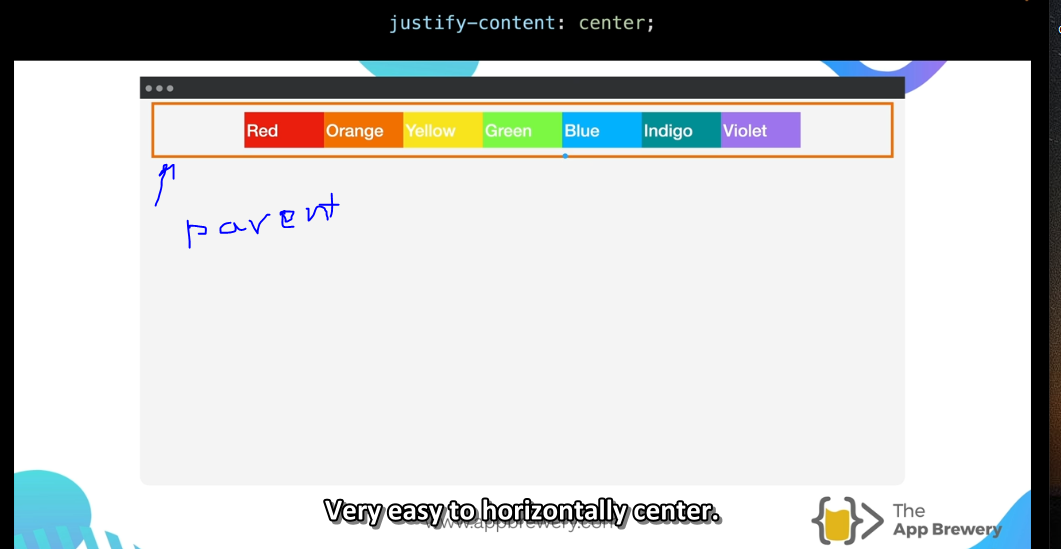 justify-content: center;
Red Orange Yellow Green Blue Indigo Violet
parent
Very easy to horizontally center.
www.appbrewery.com
The
App Brewery